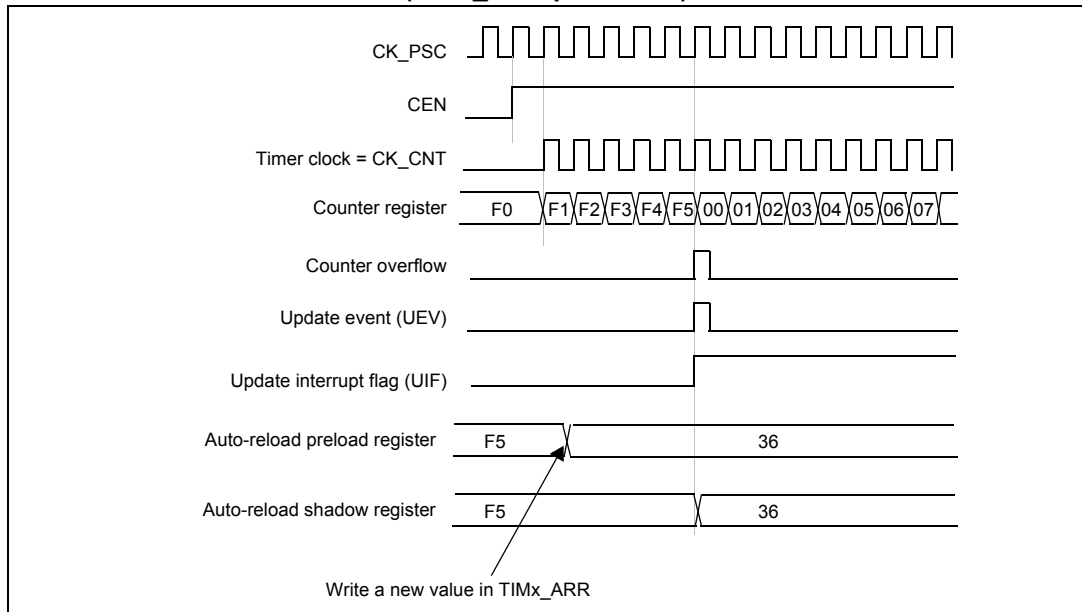 CK_PSC
CEN
Timer clock = CK_CNT
Counter register F0 F1 F2 F3 F4 F5 00 01 02 03 04 05 06 07
Counter overflow
Update event (UEV)
Update interrupt flag (UIF)
Auto-reload preload register F5 36
Auto-reload shadow register F5 36
Write a new value in TIMx_ARR